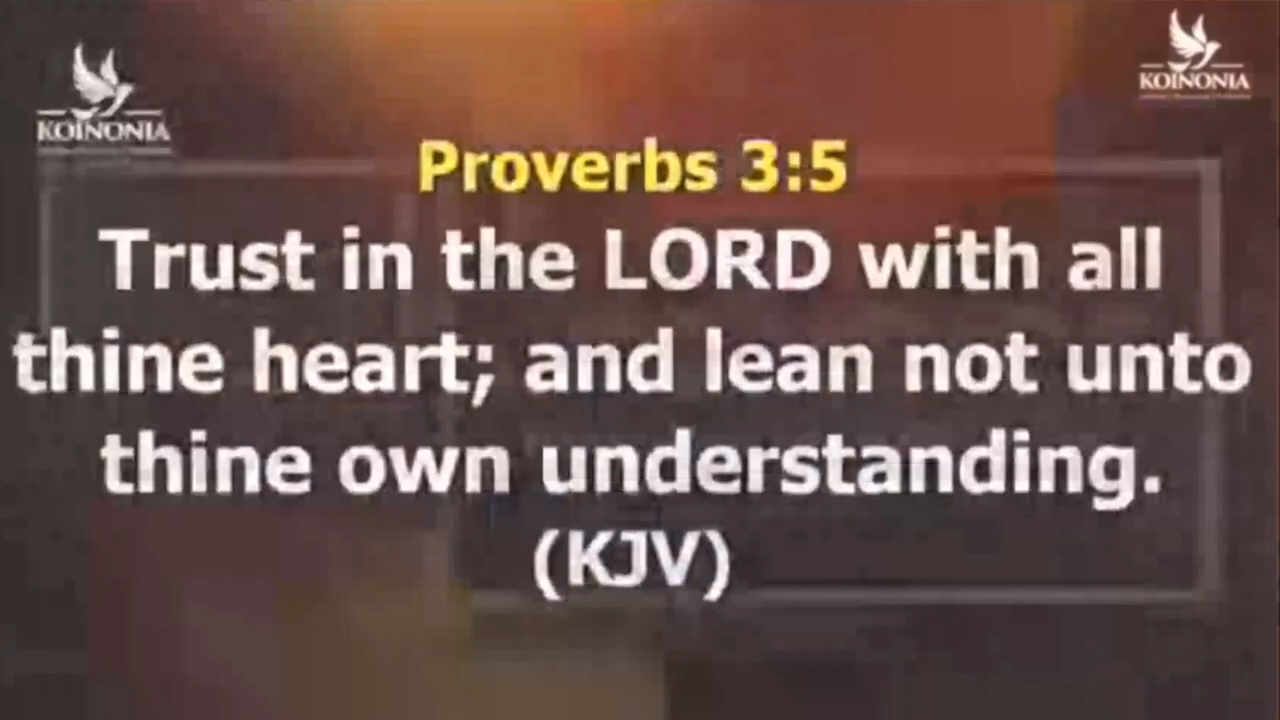 KOINONIA
KOINONIA
Proverbs 3:5
Trust in the LORD with all
thine heart; and lean not unto
thine own understanding.
(KJV)